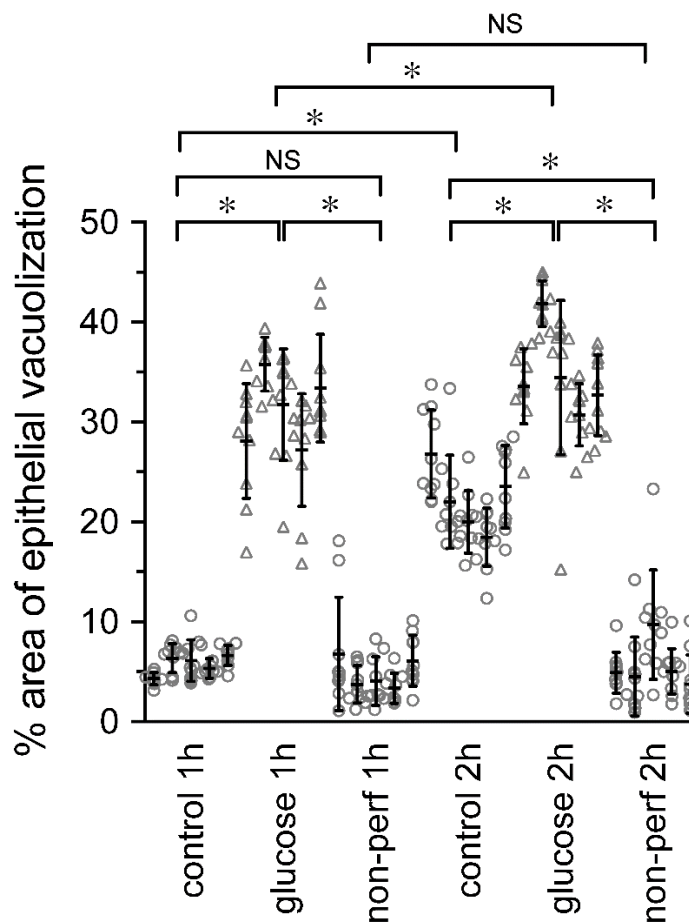 NS
*
*
NS
*
*
*
*
*
% area of epithelial vacuolization
50
40
30
20
10
0
control 1h
glucose 1h
non-perf 1h
control 2h
glucose 2h
non-perf 2h